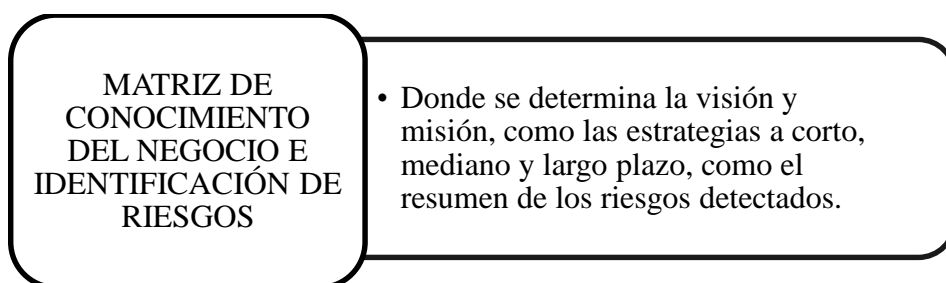 MATRIZ DE
CONOCIMIENTO
DEL NEGOCIO E
IDENTIFICACIÓN DE
RIESGOS
• Donde se determina la visión y
misión, como las estrategias a corto,
mediano y largo plazo, como el
resumen de los riesgos detectados.